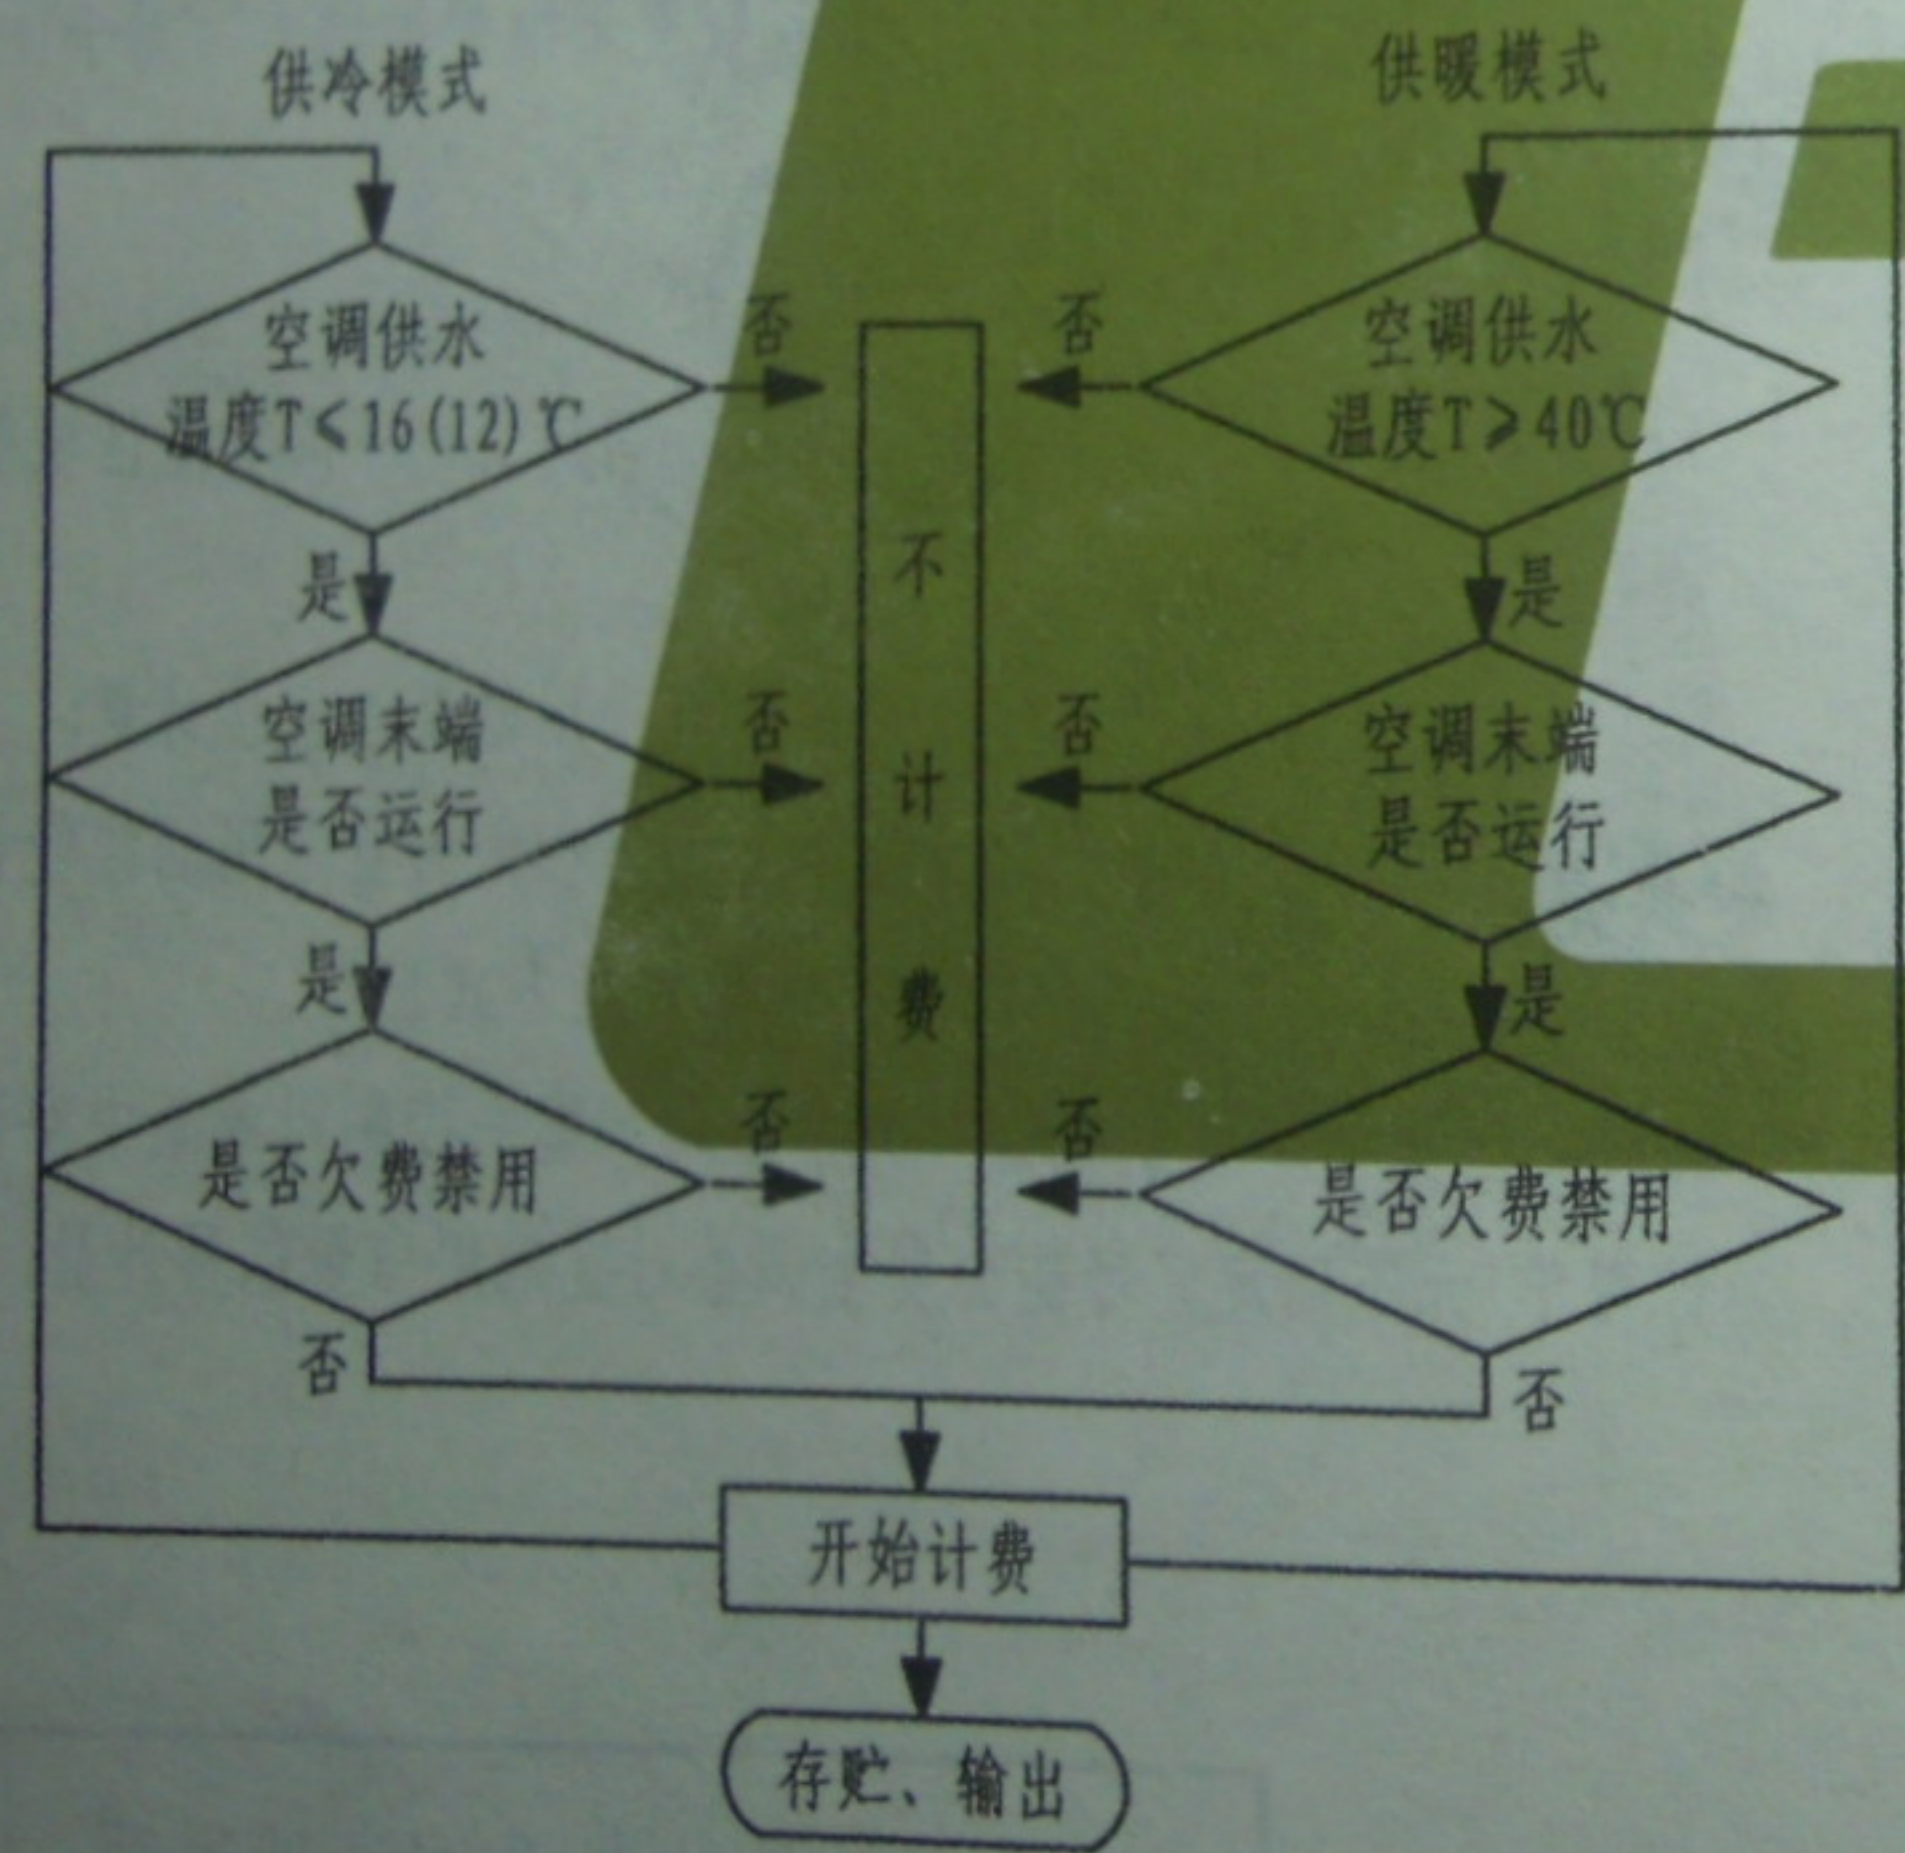 供冷模式
供暖模式
空调供水
温度T≤16(12)℃
否
否
空调供水
温度T≥40℃
是
是
不
计
费
空调末端
是否运行
否
否
空调末端
是否运行
是
是
是否欠费禁用
否
否
是否欠费禁用
否
否
开始计费
存贮、输出